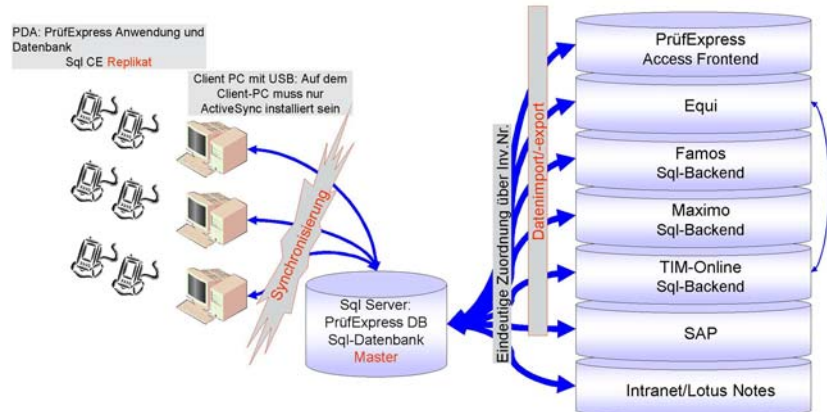 PDA: PrüfExpress Anwendung und
Datenbank
Sql CE Replikat
Client PC mit USB: Auf dem
Client-PC muss nur
ActiveSync installiert sein
Synchronisierung
Sql Server:
PrüfExpress DB
Sql-Datenbank
Master
Eindeutige Zuordnung über Inv.Nr.
Datenimport/-export
PrüfExpress
Access Frontend
Equi
Famos
Sql-Backend
Maximo
Sql-Backend
TIM-Online
Sql-Backend
SAP
Intranet/Lotus Notes